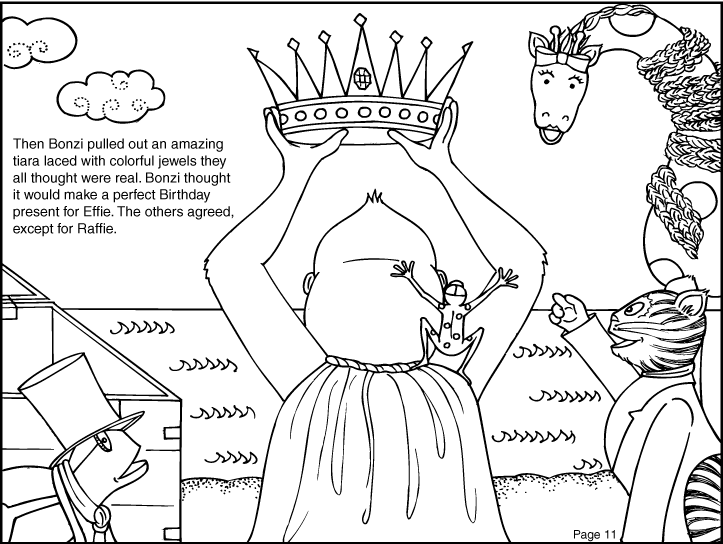 Then Bonzi pulled out an amazing
tiara laced with colorful jewels they
all thought were real. Bonzi thought
it would make a perfect Birthday
present for Effie. The others agreed,
except for Raffie.
Page 11